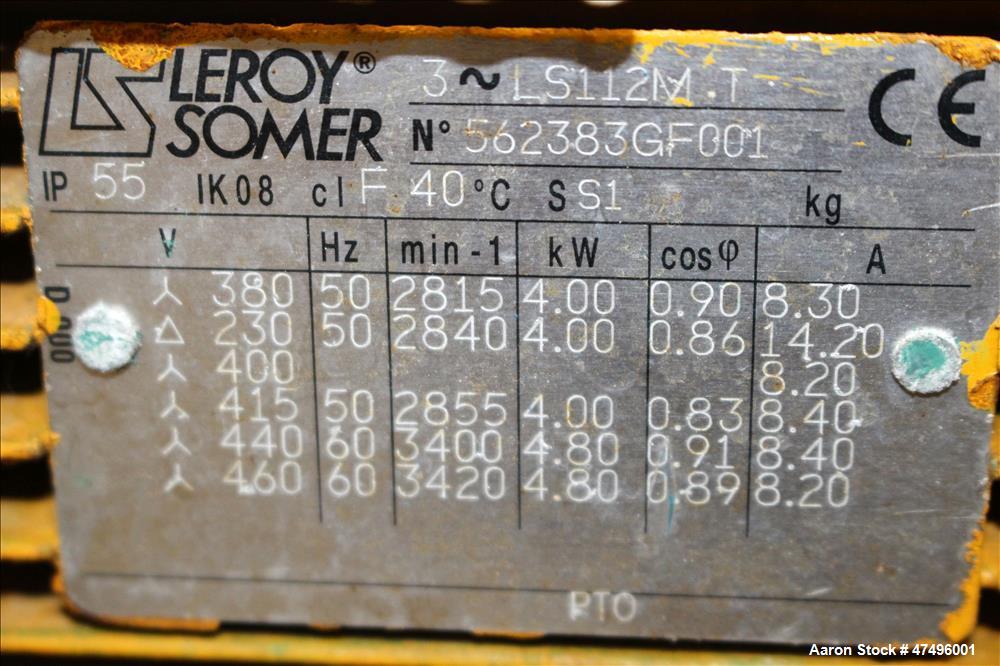 LEROY® SOMER
3 ~ LS112M T
N° 562383GF001
CE
IP 55 IK08 cl F 40°C S S1 kg
V Hz min-1 kW cosφ A
380 50 2815 4.00 0.90 8.30
Δ 230 50 2840 4.00 0.86 14.20
400 8.20
415 50 2855 4.00 0.83 8.40
440 60 3400 4.80 0.91 8.40
460 60 3420 4.80 0.89 8.20
PTO
Aaron Stock # 47496001